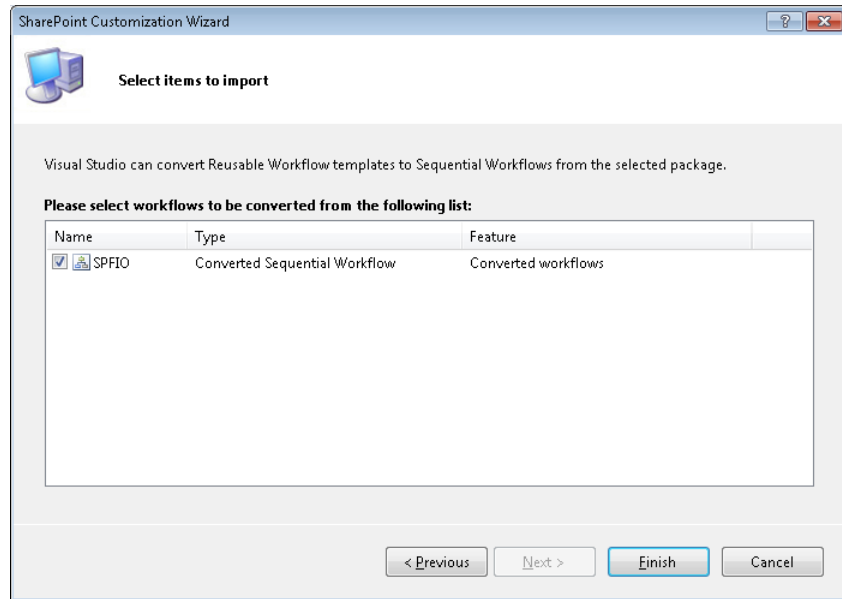 SharePoint Customization Wizard
Select items to import
Visual Studio can convert Reusable Workflow templates to Sequential Workflows from the selected package.
Please select workflows to be converted from the following list:
Name Type Feature
SPFIO Converted Sequential Workflow Converted workflows
< Previous Next > Finish Cancel